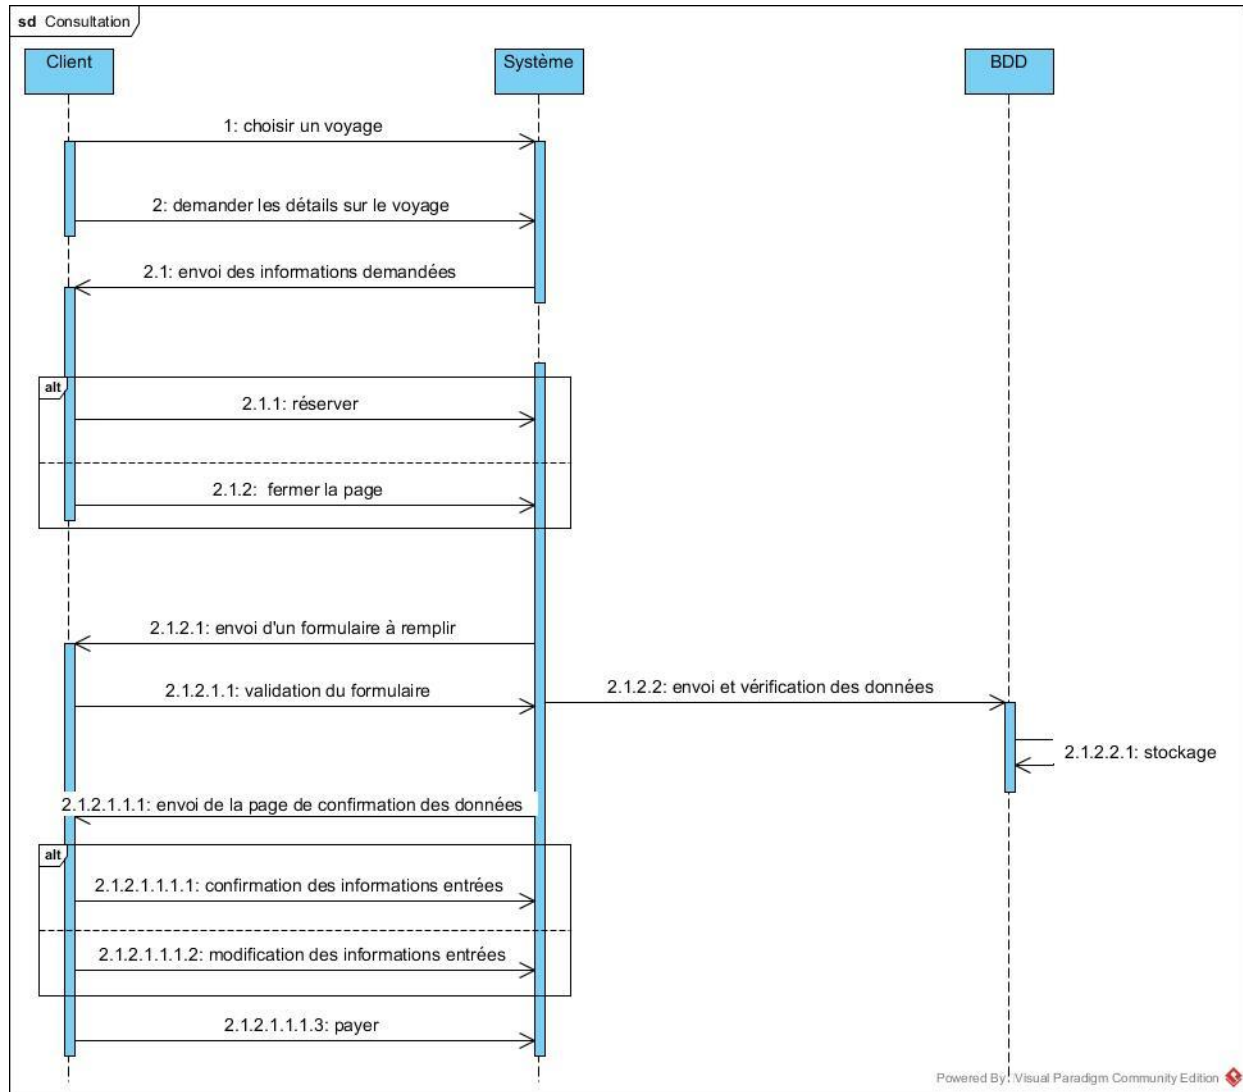 sd Consultation
Client
Système
BDD
1: choisir un voyage
2: demander les détails sur le voyage
2.1: envoi des informations demandées
alt
2.1.1: réserver
2.1.2: fermer la page
2.1.2.1: envoi d'un formulaire à remplir
2.1.2.1.1: validation du formulaire
2.1.2.2: envoi et vérification des données
2.1.2.2.1: stockage
2.1.2.1.1.1: envoi de la page de confirmation des données
alt
2.1.2.1.1.1.1: confirmation des informations entrées
2.1.2.1.1.1.2: modification des informations entrées
2.1.2.1.1.1.3: payer
Powered By: Visual Paradigm Community Edition